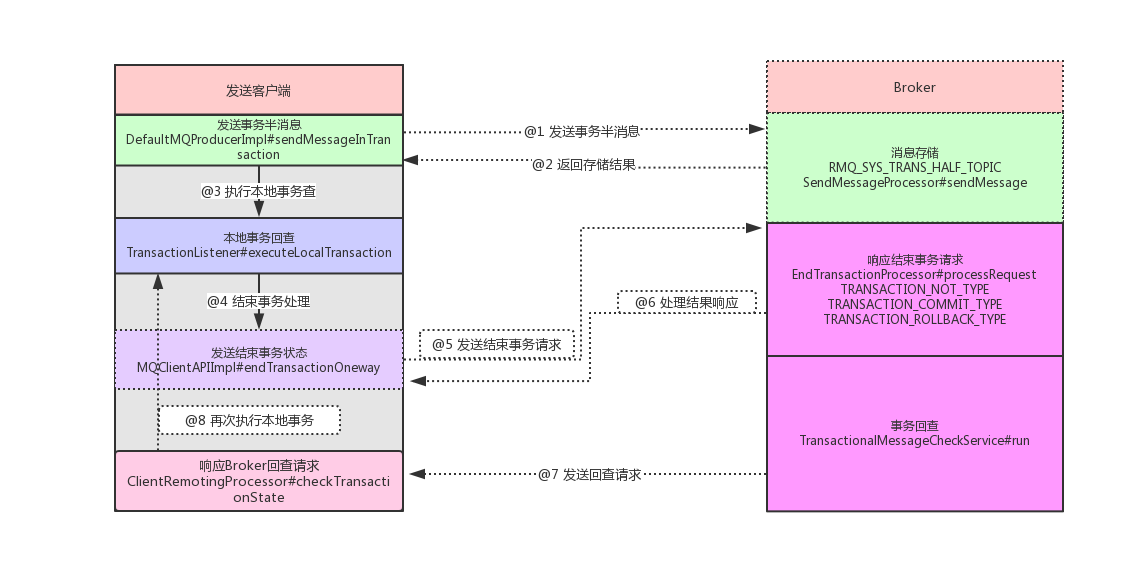 发送客户端
发送事务半消息
DefaultMQProducerImpl#sendMessageInTran
saction
@3 执行本地事务查
本地事务回查
TransactionListener#executeLocalTransaction
@4 结束事务处理
发送结束事务状态
MQClientAPIImpl#endTransactionOneway
@8 再次执行本地事务
响应Broker回查请求
ClientRemotingProcessor#checkTransacti
onState
@1 发送事务半消息
@2 返回存储结果
@6 处理结果响应
@5 发送结束事务请求
@7 发送回查请求
Broker
消息存储
RMQ_SYS_TRANS_HALF_TOPIC
SendMessageProcessor#sendMessage
响应结束事务请求
EndTransactionProcessor#processRequest
TRANSACTION_NOT_TYPE
TRANSACTION_COMMIT_TYPE
TRANSACTION_ROLLBACK_TYPE
事务回查
TransactionalMessageCheckService#run